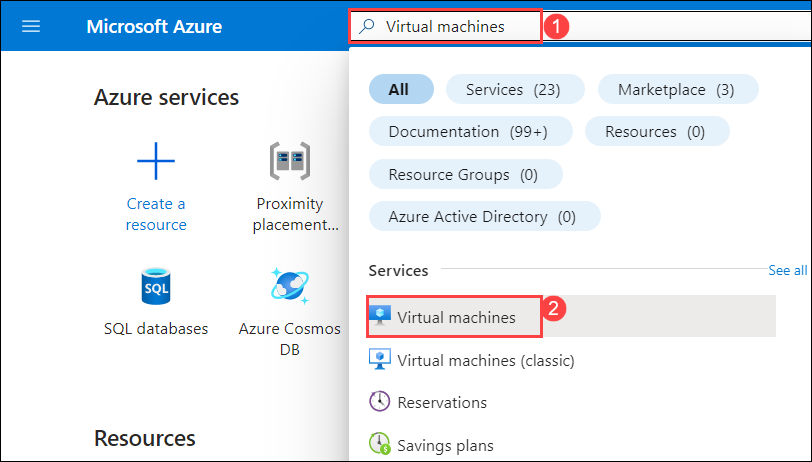 Microsoft Azure
Virtual machines
1
Azure services
Create a
resource
Proximity
placement...
SQL
SQL databases
Azure Cosmos
DB
Resources
All
Services (23)
Marketplace (3)
Documentation (99+)
Resources (0)
Resource Groups (0)
Azure Active Directory (0)
Services
See all
Virtual machines
2
Virtual machines (classic)
Reservations
Savings plans